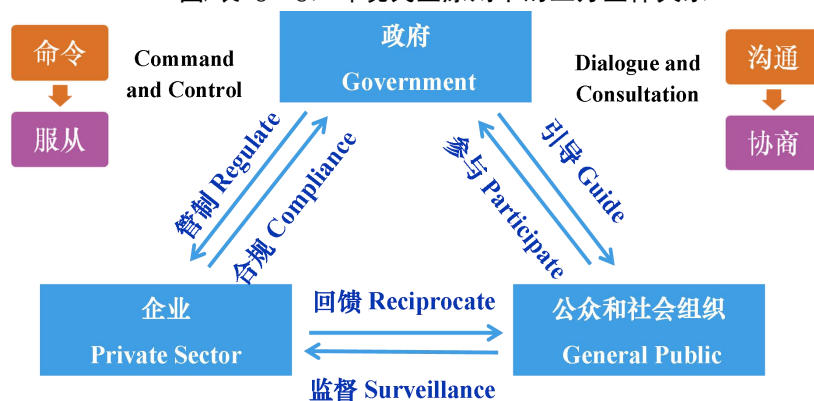 命令
服从
Command
and Control
政府
Government
Dialogue and
Consultation
沟通
协商
管制 Regulate
合规 Compliance
参与 Participate
引导 Guide
企业
Private Sector
回馈 Reciprocate
监督 Surveillance
公众和社会组织
General Public